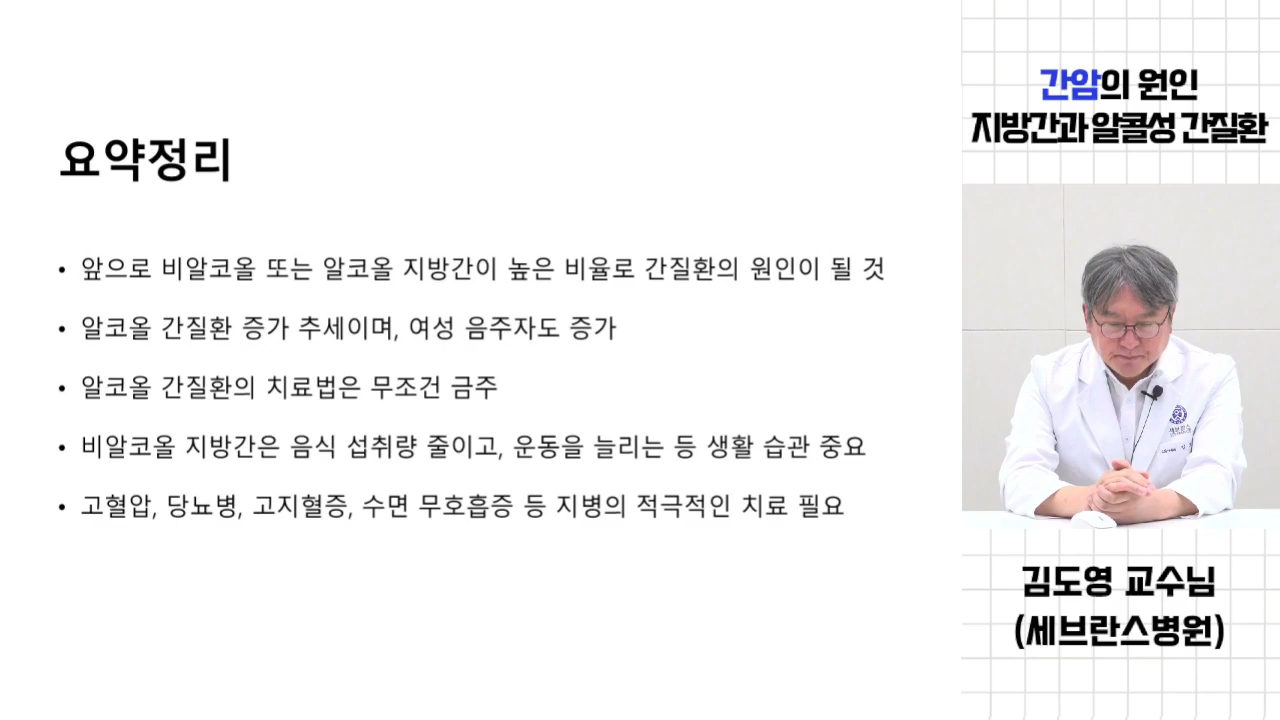 요약정리
• 앞으로 비알코올 또는 알코올 지방간이 높은 비율로 간질환의 원인이 될 것
• 알코올 간질환 증가 추세이며, 여성 음주자도 증가
• 알코올 간질환의 치료법은 무조건 금주
• 비알코올 지방간은 음식 섭취량 줄이고, 운동을 늘리는 등 생활 습관 중요
• 고혈압, 당뇨병, 고지혈증, 수면 무호흡증 등 지병의 적극적인 치료 필요
간암의 원인
지방간과 알콜성 간질환
세브란스
김도영 교수님
(세브란스병원)